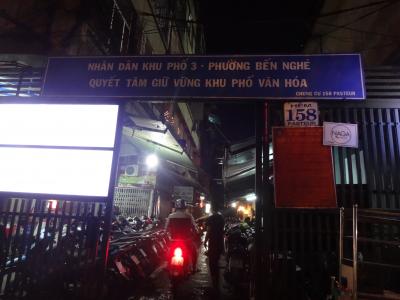 NHÂN DÂN KHU PHỐ 3 - PHƯỜNG BẾN NGHÉ
QUYẾT TÂM GIỮ VỮNG KHU PHỐ VĂN HÓA
CHUNG CƯ 158 PASTEUR
HẺM
158
PASTEUR
NAGA